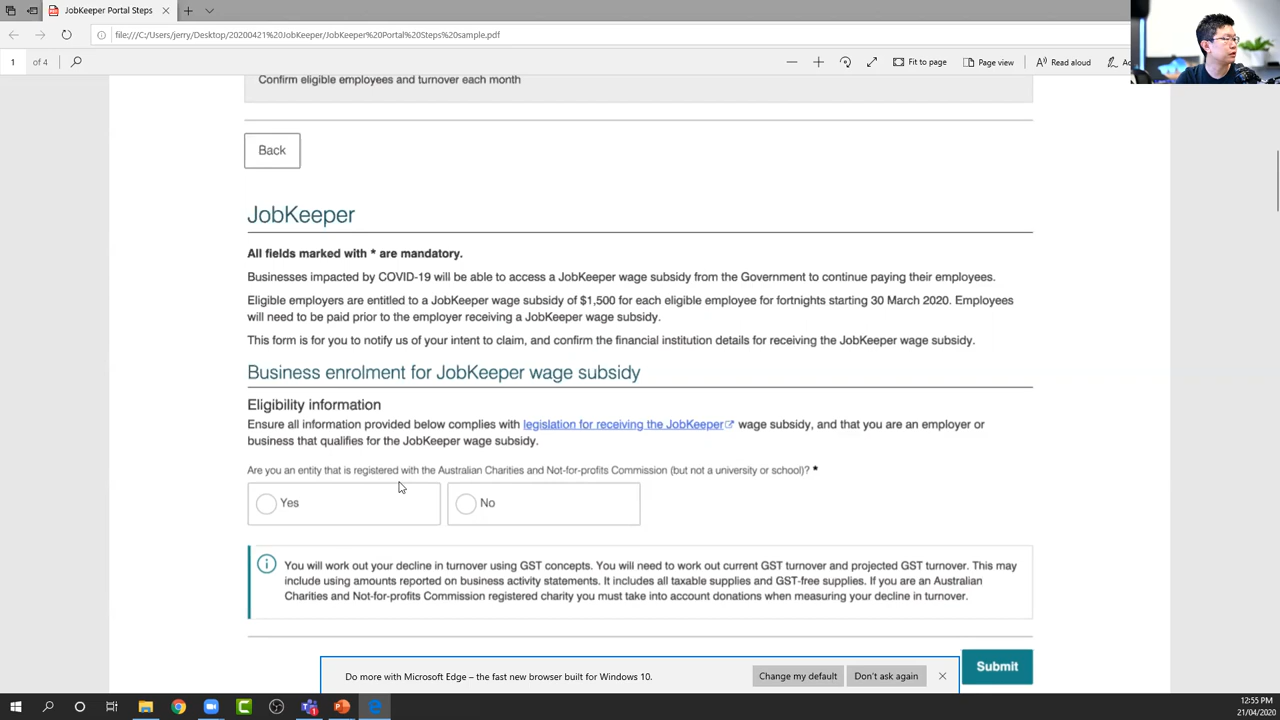 JobKeeper Portal Steps
file:///C:/Users/jerry/Desktop/20200421%20JobKeeper/JobKeeper%20Portal%20Steps%20sample.pdf
1 of 4
Fit to page
Page view
Read aloud
Confirm eligible employees and turnover each month
Back
JobKeeper
All fields marked with * are mandatory.
Businesses impacted by COVID-19 will be able to access a JobKeeper wage subsidy from the Government to continue paying their employees.
Eligible employers are entitled to a JobKeeper wage subsidy of $1,500 for each eligible employee for fortnights starting 30 March 2020. Employees
will need to be paid prior to the employer receiving a JobKeeper wage subsidy.
This form is for you to notify us of your intent to claim, and confirm the financial institution details for receiving the JobKeeper wage subsidy.
Business enrolment for JobKeeper wage subsidy
Eligibility information
Ensure all information provided below complies with legislation for receiving the JobKeeper wage subsidy, and that you are an employer or
business that qualifies for the JobKeeper wage subsidy.
Are you an entity that is registered with the Australian Charities and Not-for-profits Commission (but not a university or school)? *
Yes
No
You will work out your decline in turnover using GST concepts. You will need to work out current GST turnover and projected GST turnover. This may
include using amounts reported on business activity statements. It includes all taxable supplies and GST-free supplies. If you are an Australian
Charities and Not-for-profits Commission registered charity you must take into account donations when measuring your decline in turnover.
Submit
Do more with Microsoft Edge – the fast new browser built for Windows 10.
Change my default
Don't ask again
12:55 PM
21/04/2020